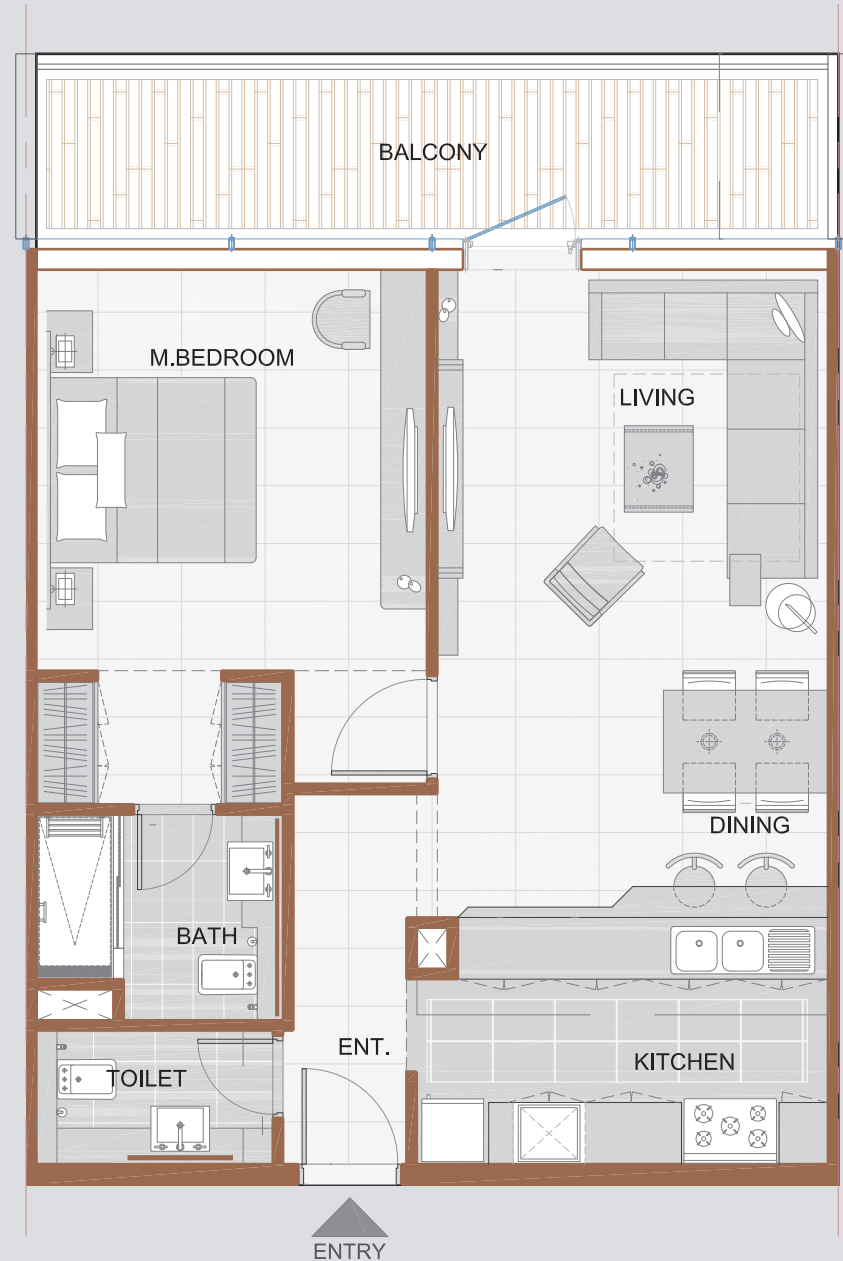 BALCONY
M.BEDROOM
LIVING
DINING
BATH
ENT.
KITCHEN
TOILET
ENTRY